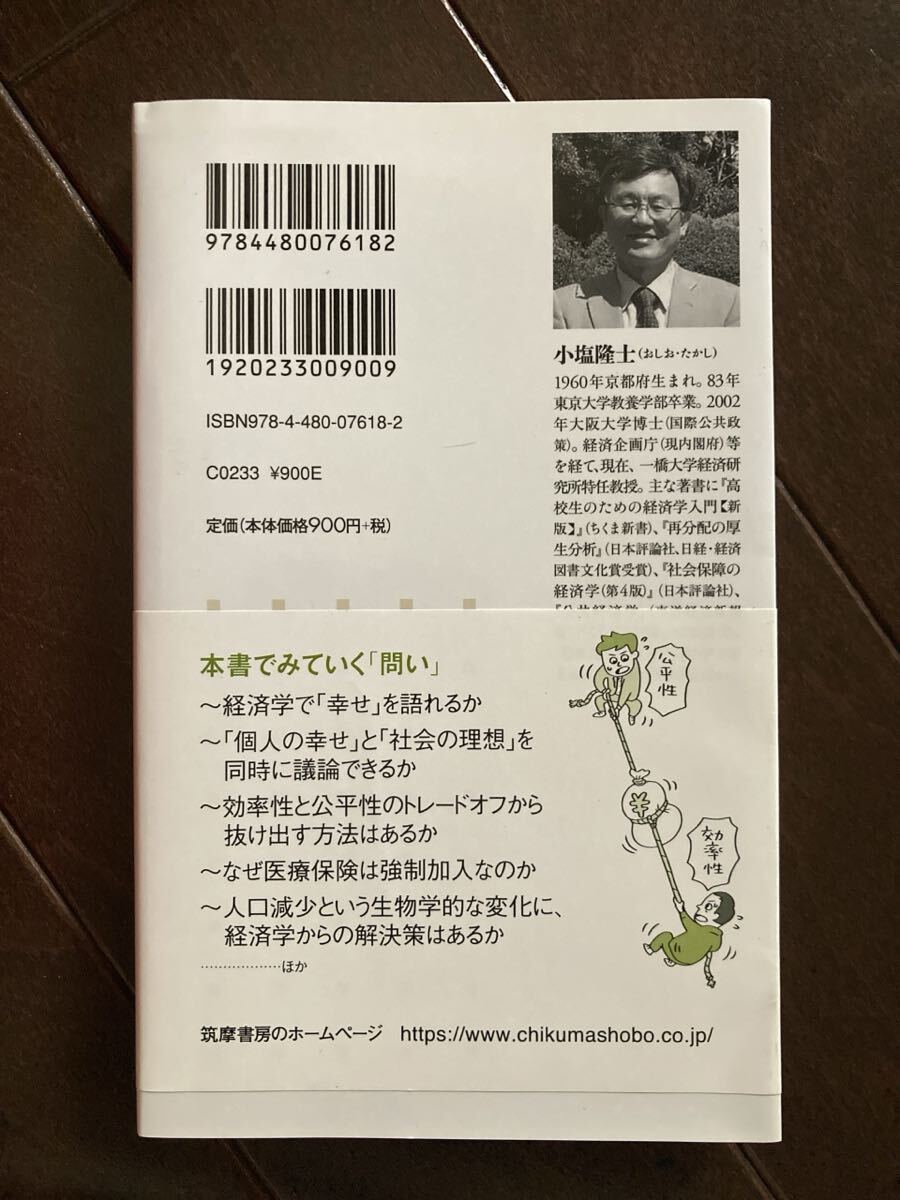 9784480076182
1920233009009
ISBN978-4-480-07618-2
C0233 ¥900E
定価(本体価格900円+税)
小塩隆士(おしお・たかし)
1960年京都府生まれ。83年
東京大学教養学部卒業。2002
年大阪大学博士(国際公共政
策)。経済企画庁(現内閣府)等
を経て、現在、一橋大学経済研
究所特任教授。主な著書に『高
校生のための経済学入門【新
版】』(ちくま新書)、『再分配の厚
生分析』(日本評論社、日経・経済
図書文化賞受賞)、『社会保障の
経済学(第4版)』(日本評論社)、
本書でみていく「問い」
～経済学で「幸せ」を語れるか
～「個人の幸せ」と「社会の理想」を
同時に議論できるか
～効率性と公平性のトレードオフから
抜け出す方法はあるか
～なぜ医療保険は強制加入なのか
～人口減少という生物学的な変化に、
経済学からの解決策はあるか
………………ほか
公平性
¥
効率性
筑摩書房のホームページ https://www.chikumashobo.co.jp/